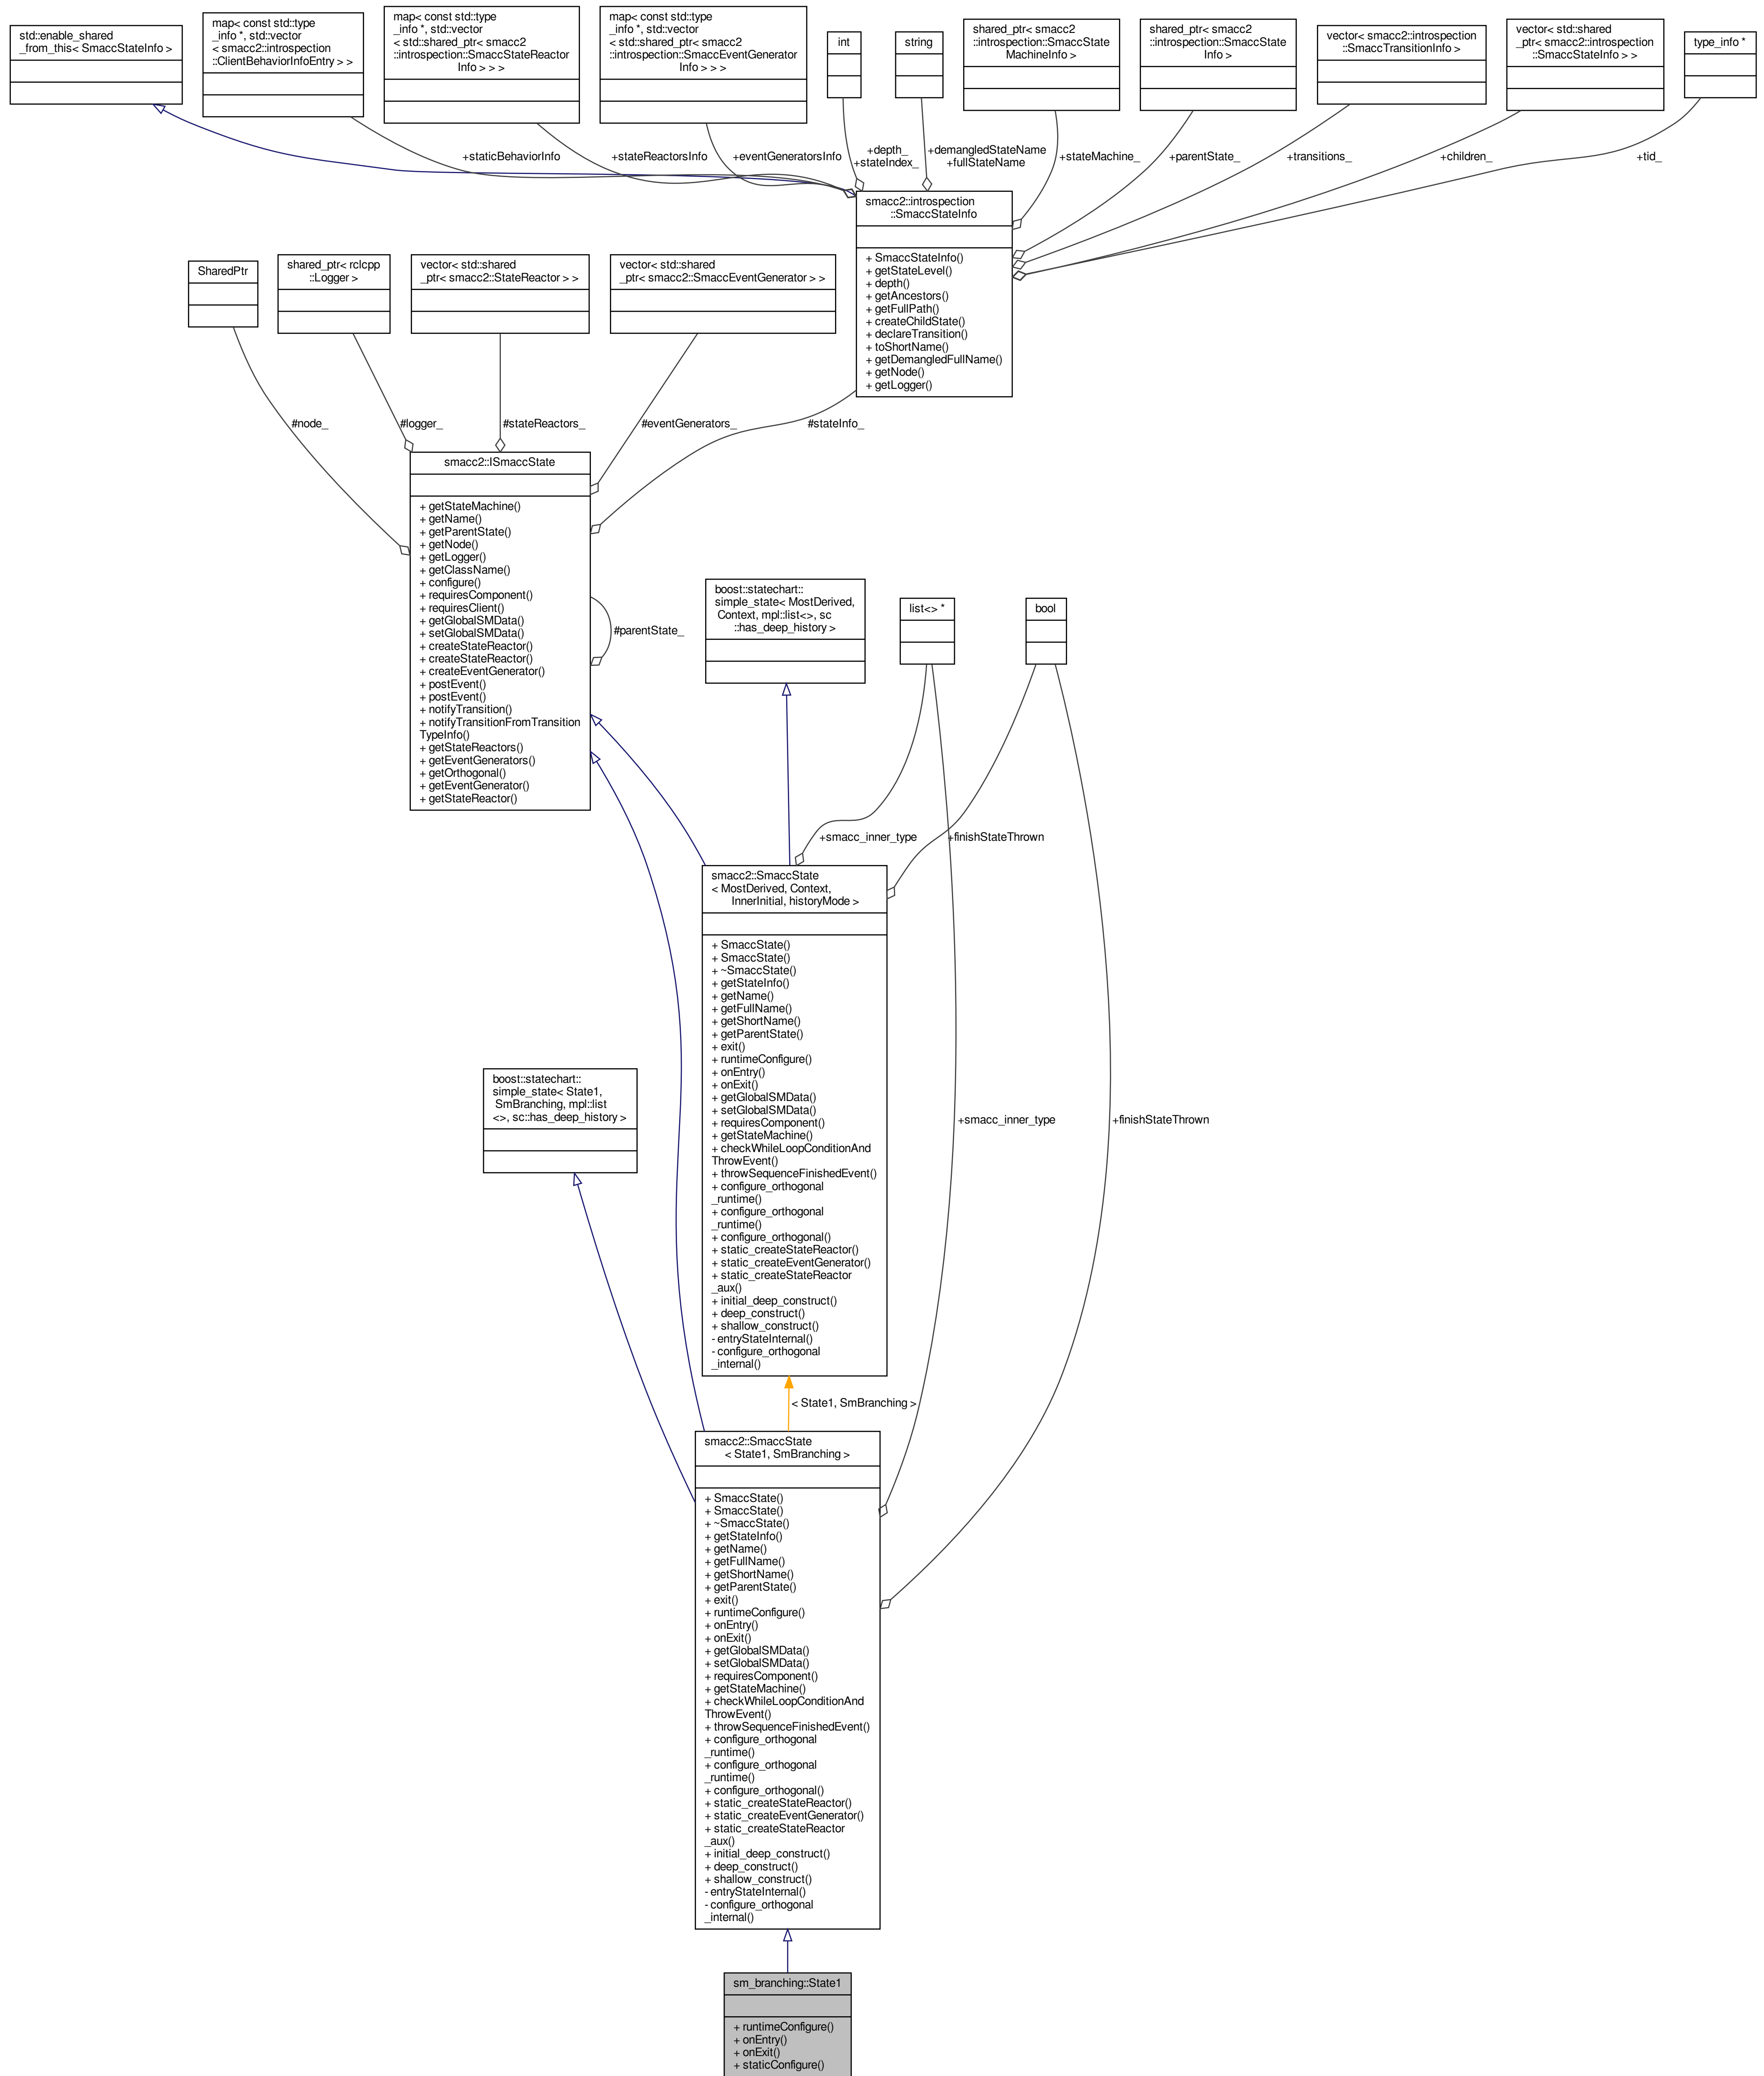 std::enable_shared
_from_this< SmaccStateInfo >
map< const std::type
_info *, std::vector
< smacc2::introspection
::ClientBehaviorInfoEntry > >
map< const std::type
_info *, std::vector
< std::shared_ptr< smacc2
::introspection::SmaccStateReactor
Info > > >
map< const std::type
_info *, std::vector
< std::shared_ptr< smacc2
::introspection::SmaccEventGenerator
Info > > >
int
string
shared_ptr< smacc2
::introspection::SmaccState
MachineInfo >
shared_ptr< smacc2
::introspection::SmaccState
Info >
vector< smacc2::introspection
::SmaccTransitionInfo >
vector< std::shared
_ptr< smacc2::introspection
::SmaccStateInfo > >
type_info *
+staticBehaviorInfo
+stateReactorsInfo
+eventGeneratorsInfo
+depth_
+stateIndex_
+demangledStateName
+fullStateName
+stateMachine_
+parentState_
+transitions_
+children_
+tid_
smacc2::introspection
::SmaccStateInfo
+ SmaccStateInfo()
+ getStateLevel()
+ depth()
+ getAncestors()
+ getFullPath()
+ createChildState()
+ declareTransition()
+ toShortName()
+ getDemangledFullName()
+ getNode()
+ getLogger()
SharedPtr
shared_ptr< rclcpp
::Logger >
vector< std::shared
_ptr< smacc2::StateReactor > >
vector< std::shared
_ptr< smacc2::SmaccEventGenerator > >
#node_
#logger_
#stateReactors_
#eventGenerators_
#stateInfo_
smacc2::ISmaccState
+ getStateMachine()
+ getName()
+ getParentState()
+ getNode()
+ getLogger()
+ getClassName()
+ configure()
+ requiresComponent()
+ requiresClient()
+ getGlobalSMData()
+ setGlobalSMData()
+ createStateReactor()
+ createStateReactor()
+ createEventGenerator()
+ postEvent()
+ postEvent()
+ notifyTransition()
+ notifyTransitionFromTransition
TypeInfo()
+ getStateReactors()
+ getEventGenerators()
+ getOrthogonal()
+ getEventGenerator()
+ getStateReactor()
#parentState_
boost::statechart::
simple_state< MostDerived,
Context, mpl::list<>, sc
::has_deep_history >
list<> *
bool
+smacc_inner_type
+finishStateThrown
smacc2::SmaccState
< MostDerived, Context,
InnerInitial, historyMode >
+ SmaccState()
+ SmaccState()
+ ~SmaccState()
+ getStateInfo()
+ getName()
+ getFullName()
+ getShortName()
+ getParentState()
+ exit()
+ runtimeConfigure()
+ onEntry()
+ onExit()
+ getGlobalSMData()
+ setGlobalSMData()
+ requiresComponent()
+ getStateMachine()
+ checkWhileLoopConditionAnd
ThrowEvent()
+ throwSequenceFinishedEvent()
+ configure_orthogonal
_runtime()
+ configure_orthogonal
_runtime()
+ configure_orthogonal()
+ static_createStateReactor()
+ static_createEventGenerator()
+ static_createStateReactor
_aux()
+ initial_deep_construct()
+ deep_construct()
+ shallow_construct()
- entryStateInternal()
- configure_orthogonal
_internal()
boost::statechart::
simple_state< State1,
SmBranching, mpl::list
<>, sc::has_deep_history >
+smacc_inner_type
+finishStateThrown
< State1, SmBranching >
smacc2::SmaccState
< State1, SmBranching >
+ SmaccState()
+ SmaccState()
+ ~SmaccState()
+ getStateInfo()
+ getName()
+ getFullName()
+ getShortName()
+ getParentState()
+ exit()
+ runtimeConfigure()
+ onEntry()
+ onExit()
+ getGlobalSMData()
+ setGlobalSMData()
+ requiresComponent()
+ getStateMachine()
+ checkWhileLoopConditionAnd
ThrowEvent()
+ throwSequenceFinishedEvent()
+ configure_orthogonal
_runtime()
+ configure_orthogonal
_runtime()
+ configure_orthogonal()
+ static_createStateReactor()
+ static_createEventGenerator()
+ static_createStateReactor
_aux()
+ initial_deep_construct()
+ deep_construct()
+ shallow_construct()
- entryStateInternal()
- configure_orthogonal
_internal()
sm_branching::State1
+ runtimeConfigure()
+ onEntry()
+ onExit()
+ staticConfigure()